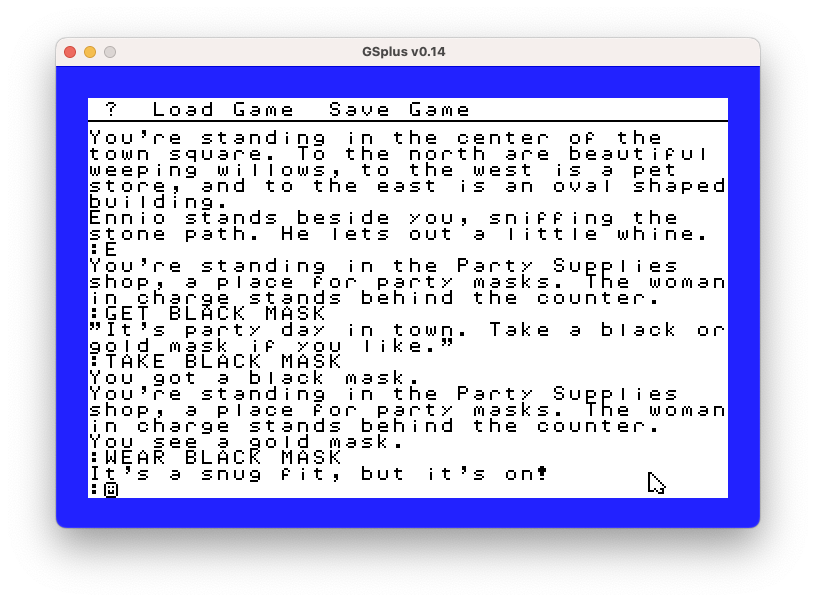 GSplus v0.14
? Load Game Save Game
You're standing in the center of the
town square. To the north are beautiful
weeping willows, to the west is a pet
store, and to the east is an oval shaped
building.
Ennio stands beside you, sniffing the
stone path. He lets out a little whine.
:E
You're standing in the Party Supplies
shop, a place for party masks. The woman
in charge stands behind the counter.
:GET BLACK MASK
"It's party day in town. Take a black or
gold mask if you like."
:TAKE BLACK MASK
You got a black mask.
You're standing in the Party Supplies
shop, a place for party masks. The woman
in charge stands behind the counter.
You see a gold mask.
:WEAR BLACK MASK
It's a snug fit, but it's on!
: